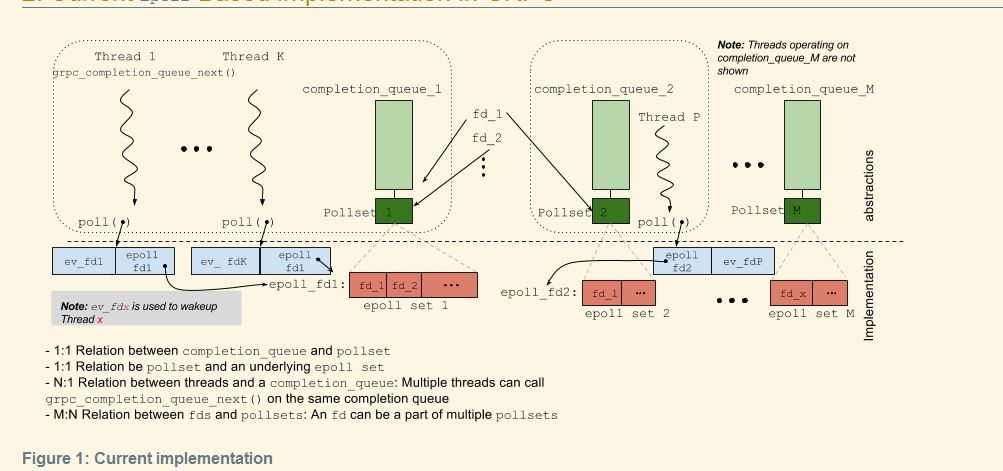 Thread 1
Thread K
grpc_completion_queue_next()
Note: Threads operating on
completion_queue_M are not
shown
completion_queue_1
completion_queue_2
completion_queue_M
fd_1
Thread P
fd_2
abstractions
Pollset 1
Pollset 2
Pollset M
poll()
poll()
poll()
ev_fd1
epoll
fd1
ev_ fdK
epoll
fd1
epoll
fd2
ev_fdP
Implementation
epoll_fd1:
fd_1
fd_2
...
epoll_fd2:
fd_1
...
fd_x
...
epoll set 1
epoll set 2
epoll set M
Note: ev_fdx is used to wakeup
Thread x
- 1:1 Relation between completion_queue and pollset
- 1:1 Relation be pollset and an underlying epoll set
- N:1 Relation between threads and a completion_queue: Multiple threads can call
grpc_completion_queue_next() on the same completion queue
- M:N Relation between fds and pollsets: An fd can be a part of multiple pollsets
Figure 1: Current implementation